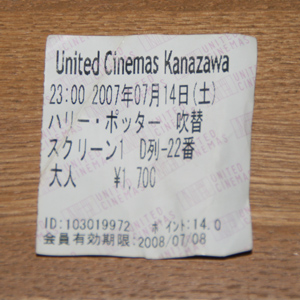 United Cinemas Kanazawa
23:00 2007年07月14日(土)
ハリー・ポッター 吹替
スクリーン1 D列-22番
大人 ¥1,700
ID:103019972 ポイント:14.0
会員有効期限:2008/07/08